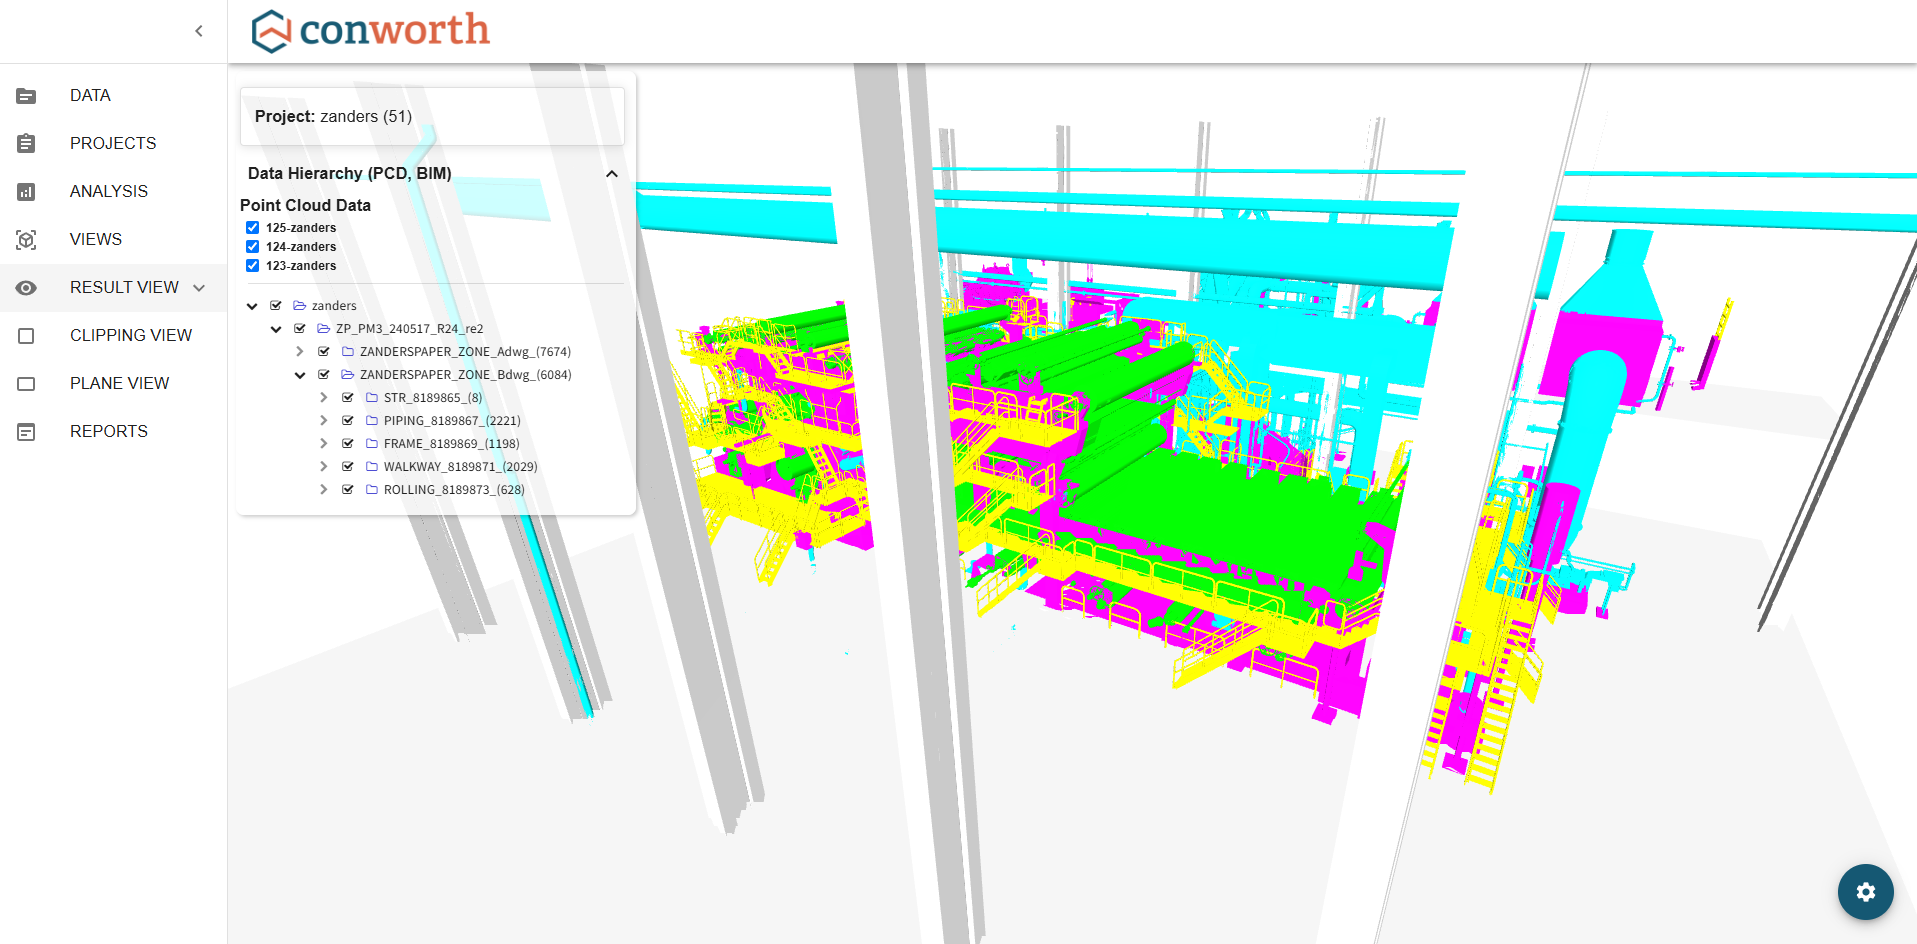 conworth
DATA
PROJECTS
ANALYSIS
VIEWS
RESULT VIEW
CLIPPING VIEW
PLANE VIEW
REPORTS
Project: zanders (51)
Data Hierarchy (PCD, BIM)
Point Cloud Data
125-zanders
124-zanders
123-zanders
zanders
ZP_PM3_240517_R24_re2
ZANDERSPAPER_ZONE_Adwg_(7674)
ZANDERSPAPER_ZONE_Bdwg_(6084)
STR_8189865_(8)
PIPING_8189867_(2221)
FRAME_8189869_(1198)
WALKWAY_8189871_(2029)
ROLLING_8189873_(628)